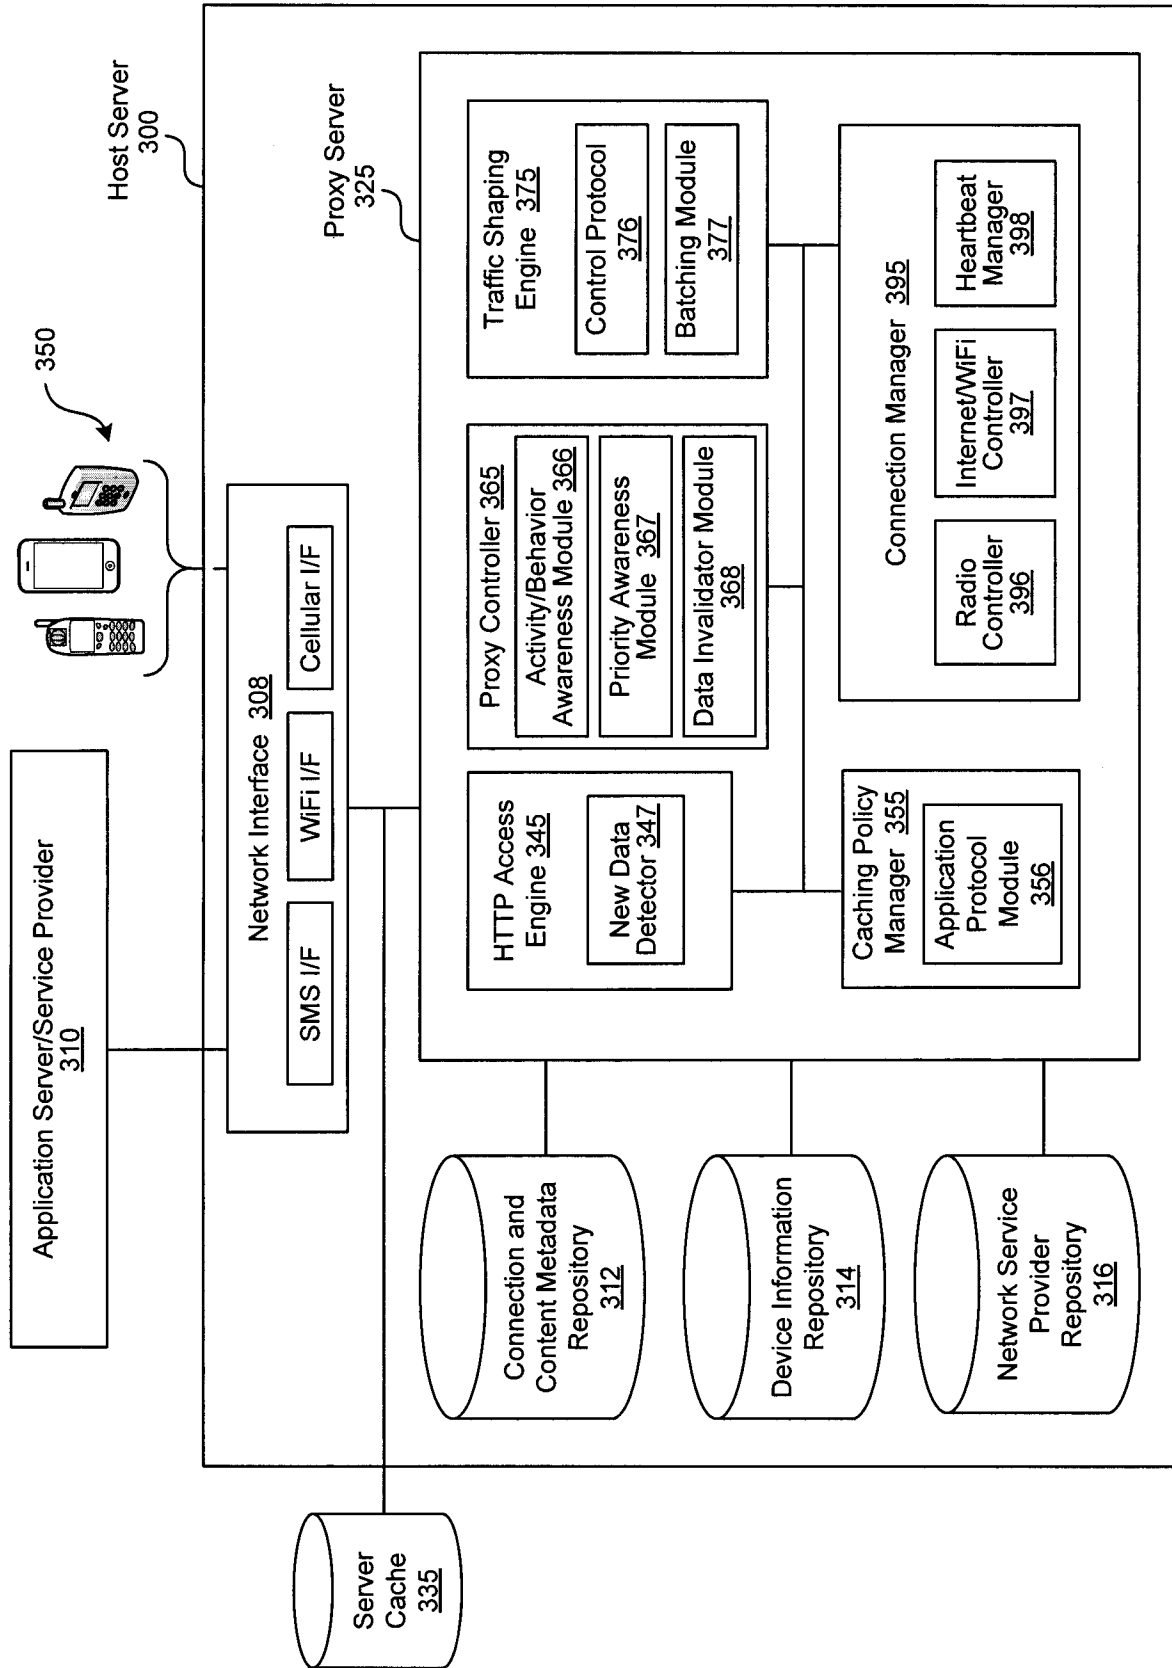 Application Server/Service Provider
310
350
Host Server
300
Network Interface 308
SMS I/F
WiFi I/F
Cellular I/F
Server
Cache
335
Proxy Server
325
Connection and
Content Metadata
Repository
312
Device Information
Repository
314
Network Service
Provider
Repository
316
HTTP Access
Engine 345
New Data
Detector 347
Proxy Controller 365
Activity/Behavior
Awareness Module 366
Priority Awareness
Module 367
Data Invalidator Module
368
Traffic Shaping
Engine 375
Control Protocol
376
Batching Module
377
Caching Policy
Manager 355
Application
Protocol
Module
356
Connection Manager 395
Radio
Controller
396
Internet/WiFi
Controller
397
Heartbeat
Manager
398